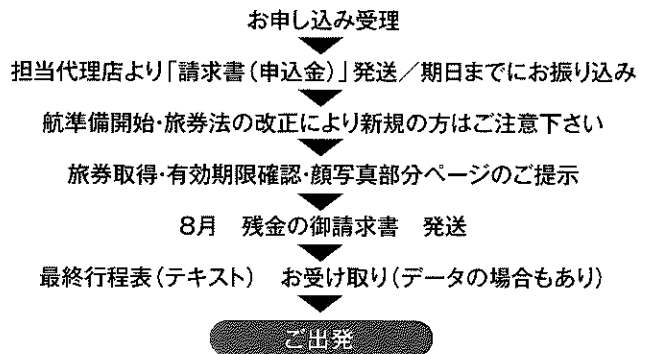 お申し込み受理
担当代理店より「請求書(申込金)」発送/期日までにお振り込み
航準備開始・旅券法の改正により新規の方はご注意下さい
旅券取得・有効期限確認・顔写真部分ページのご提示
8月 残金の御請求書 発送
最終行程表(テキスト) お受け取り(データの場合もあり)
ご出発